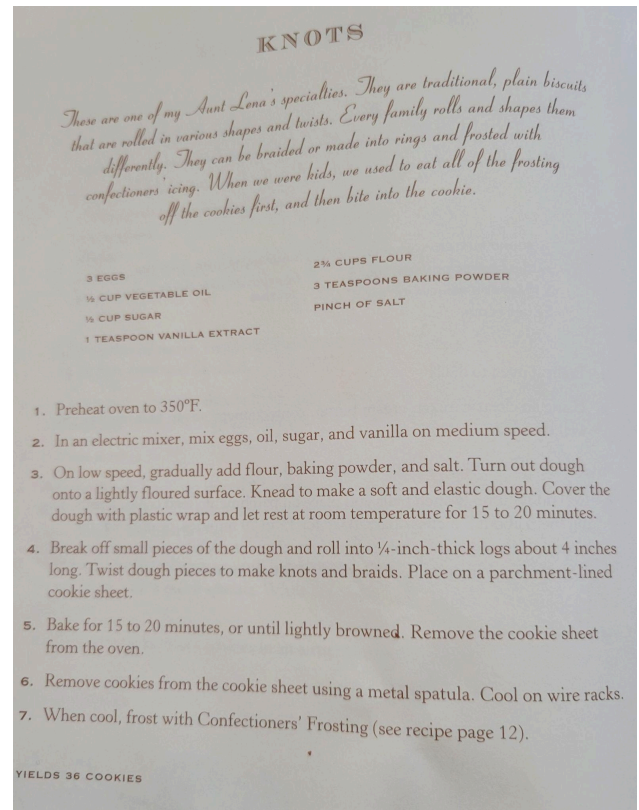 KNOTS
These are one of my Aunt Lena's specialties. They are traditional, plain biscuits
that are rolled in various shapes and twists. Every family rolls and shapes them
differently. They can be braided or made into rings and frosted with
confectioners' icing. When we were kids, we used to eat all of the frosting
off the cookies first, and then bite into the cookie.
3 EGGS
½ CUP VEGETABLE OIL
½ CUP SUGAR
1 TEASPOON VANILLA EXTRACT
2¾ CUPS FLOUR
3 TEASPOONS BAKING POWDER
PINCH OF SALT
1. Preheat oven to 350°F.
2. In an electric mixer, mix eggs, oil, sugar, and vanilla on medium speed.
3. On low speed, gradually add flour, baking powder, and salt. Turn out dough
onto a lightly floured surface. Knead to make a soft and elastic dough. Cover the
dough with plastic wrap and let rest at room temperature for 15 to 20 minutes.
4. Break off small pieces of the dough and roll into ¼-inch-thick logs about 4 inches
long. Twist dough pieces to make knots and braids. Place on a parchment-lined
cookie sheet.
5. Bake for 15 to 20 minutes, or until lightly browned. Remove the cookie sheet
from the oven.
6. Remove cookies from the cookie sheet using a metal spatula. Cool on wire racks.
7. When cool, frost with Confectioners' Frosting (see recipe page 12).
YIELDS 36 COOKIES